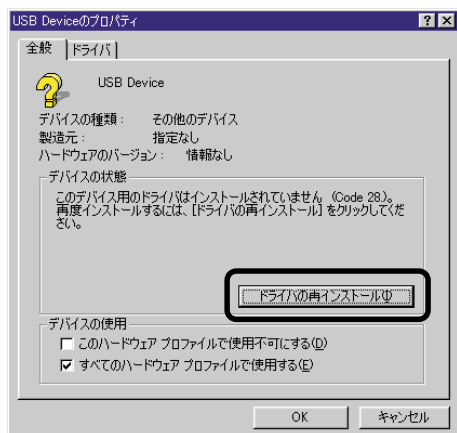 USB Deviceのプロパティ
全般
ドライバ
USB Device
デバイスの種類： その他のデバイス
製造元： 指定なし
ハードウェアのバージョン： 情報なし
デバイスの状態
このデバイス用のドライバはインストールされていません （Code 28.）。
再度インストールするには、［ドライバの再インストール］ をクリックしてくだ
さい。
ドライバの再インストール(I)
デバイスの使用
このハードウェア プロファイルで使用不可にする(D)
すべてのハードウェア プロファイルで使用する(E)
OK
キャンセル